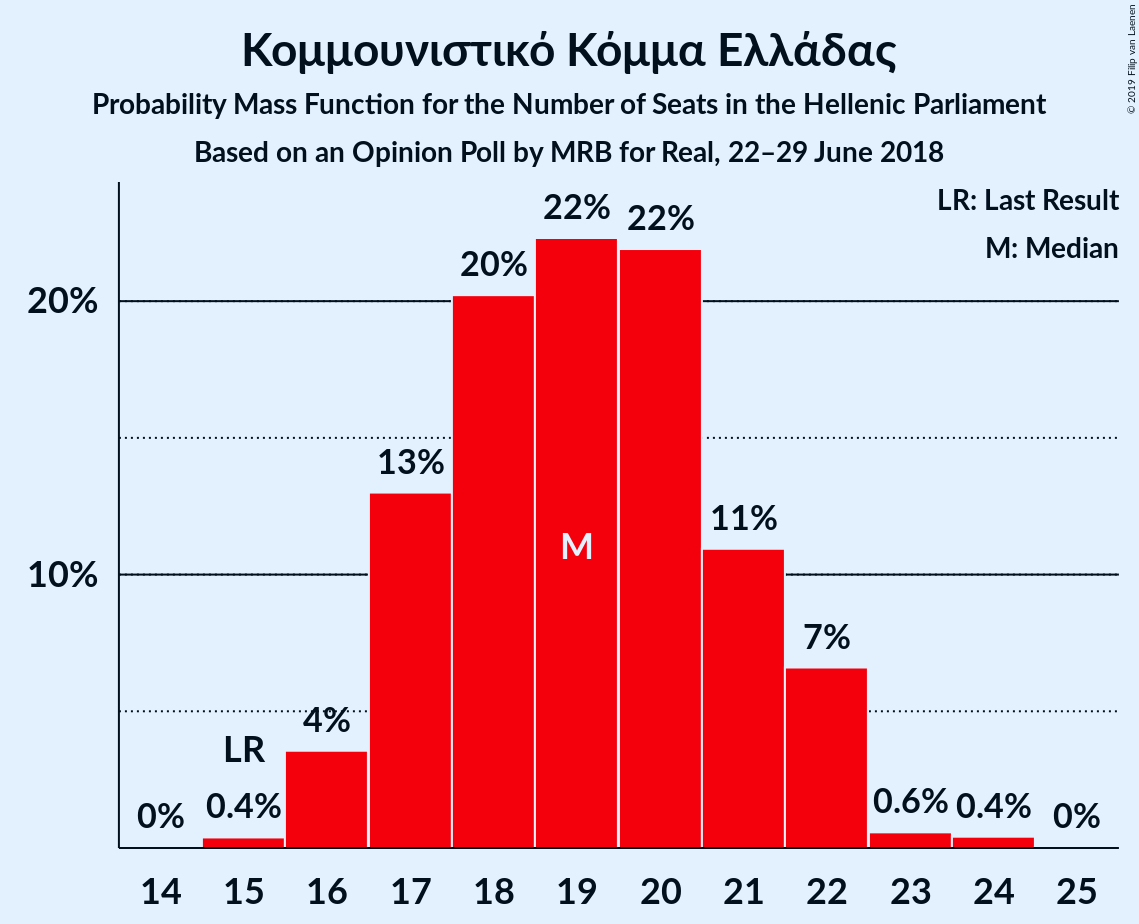 Κομμουνιστικό Κόμμα Ελλάδας
Probability Mass Function for the Number of Seats in the Hellenic Parliament
Based on an Opinion Poll by MRB for Real, 22–29 June 2018
© 2019 Filip van Laenen
LR: Last Result
M: Median
20%
10%
0%
LR
0.4%
4%
13%
20%
22%
M
22%
11%
7%
0.6%
0.4%
0%
14 15 16 17 18 19 20 21 22 23 24 25